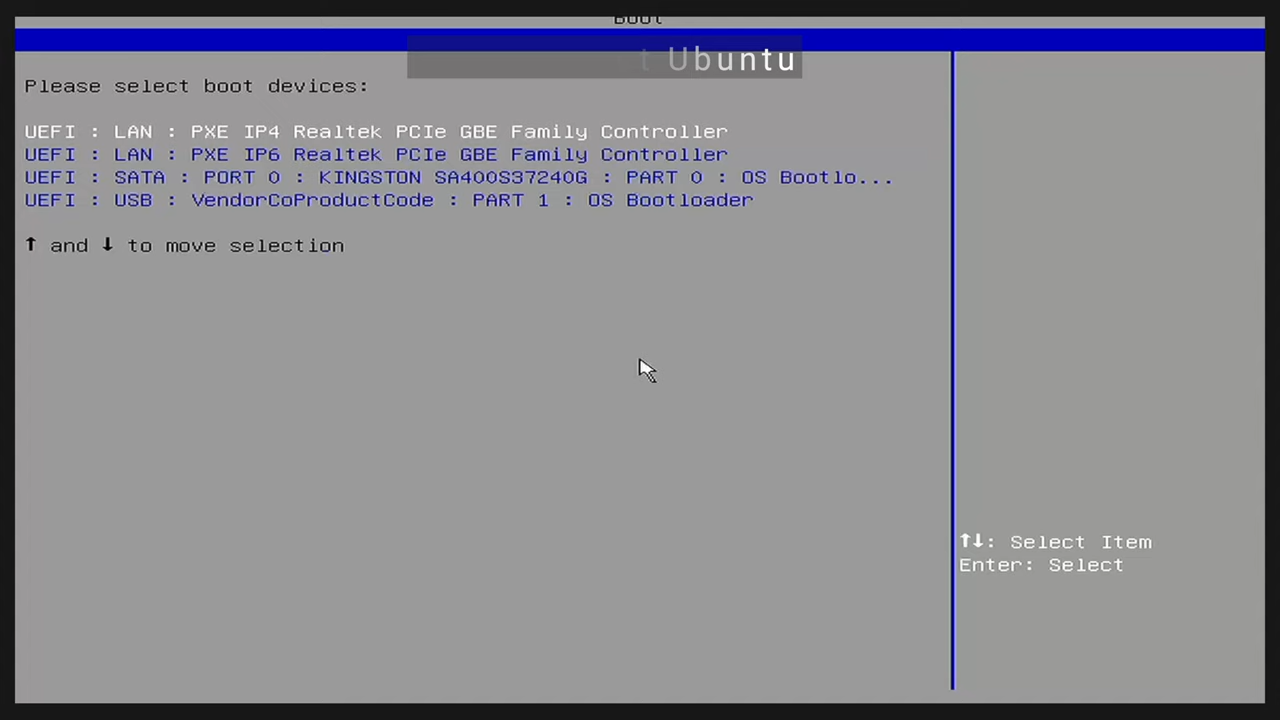 Boot
Ubuntu
Please select boot devices:
UEFI : LAN : PXE IP4 Realtek PCIe GBE Family Controller
UEFI : LAN : PXE IP6 Realtek PCIe GBE Family Controller
UEFI : SATA : PORT 0 : KINGSTON SA400S37240G : PART 0 : OS Bootlo...
UEFI : USB : VendorCoProductCode : PART 1 : OS Bootloader
↑ and ↓ to move selection
↑↓: Select Item
Enter: Select